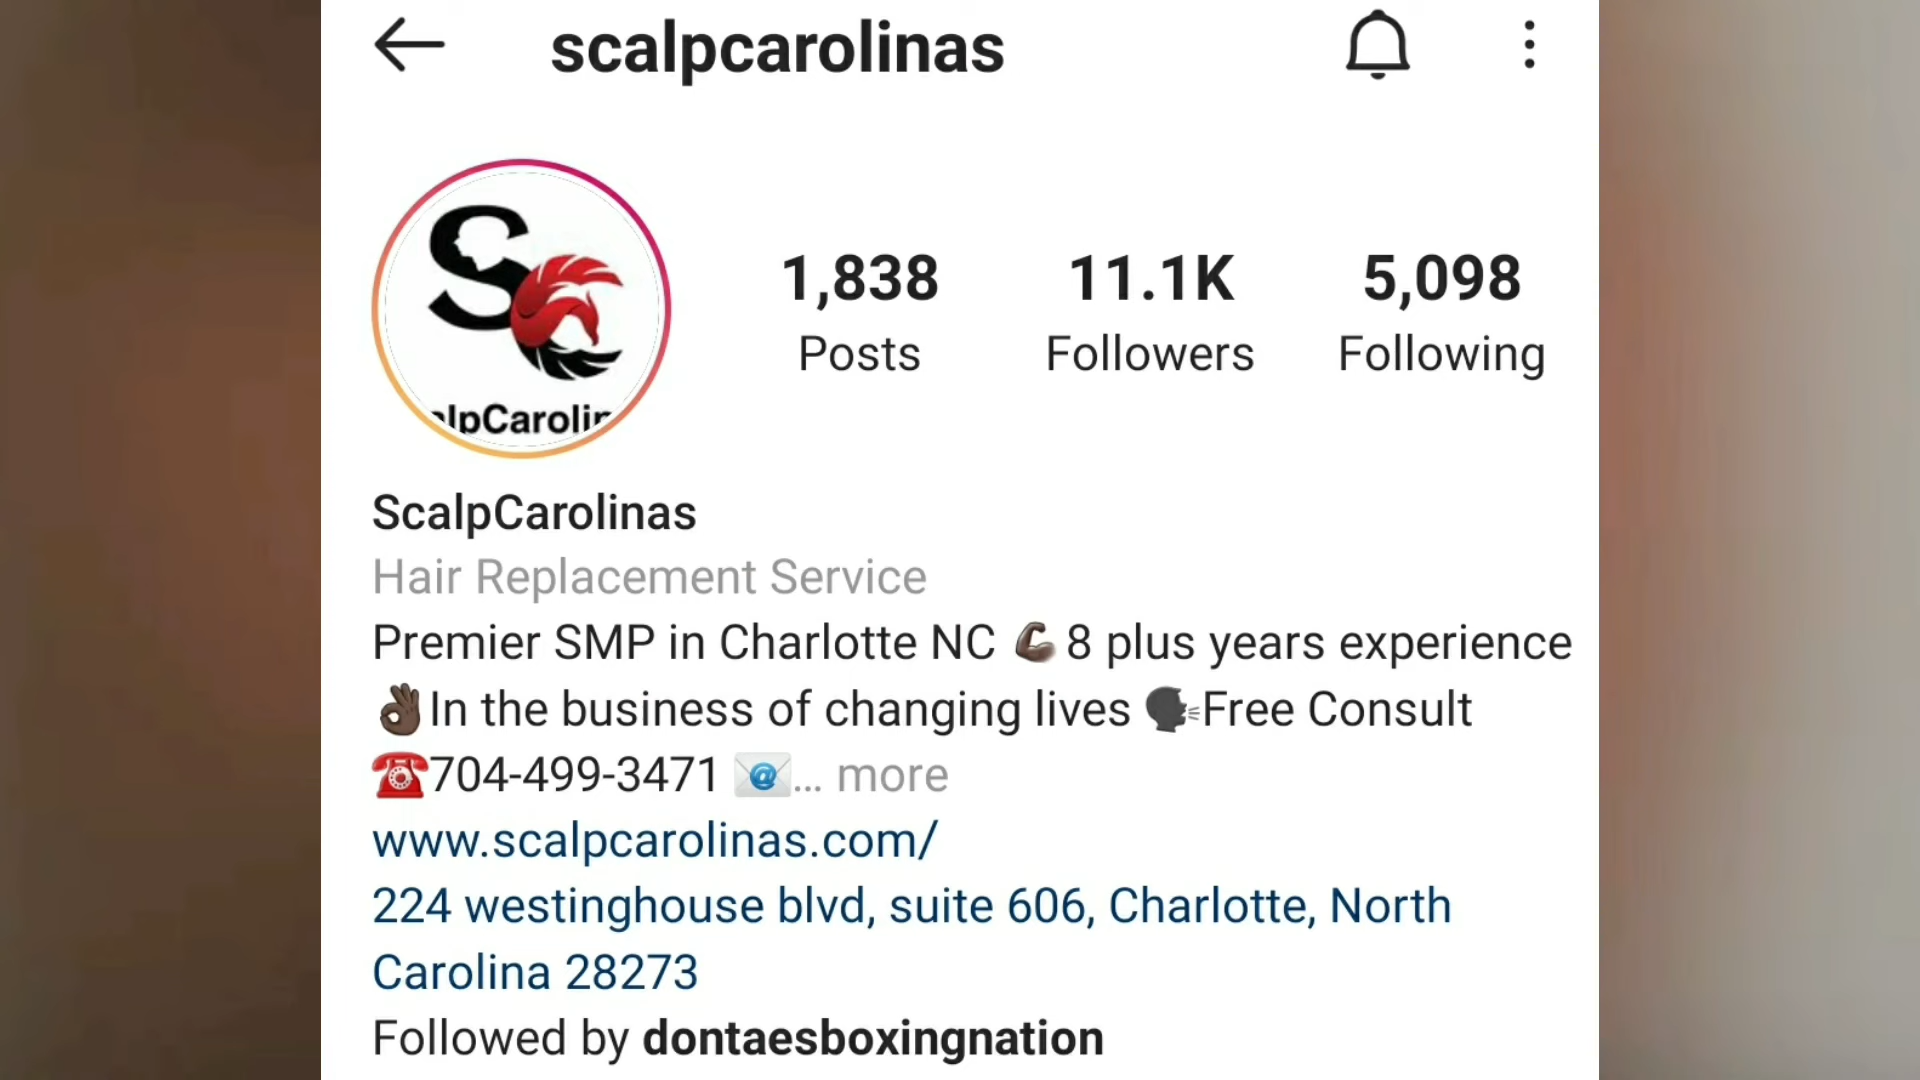 scalpcarolinas
SC
alpCarolin
1,838 11.1K 5,098
Posts Followers Following
ScalpCarolinas
Hair Replacement Service
Premier SMP in Charlotte NC 💪🏿 8 plus years experience
👌🏿In the business of changing lives 🗣️Free Consult
☎️704-499-3471 📧... more
www.scalpcarolinas.com/
224 westinghouse blvd, suite 606, Charlotte, North
Carolina 28273
Followed by dontaesboxingnation